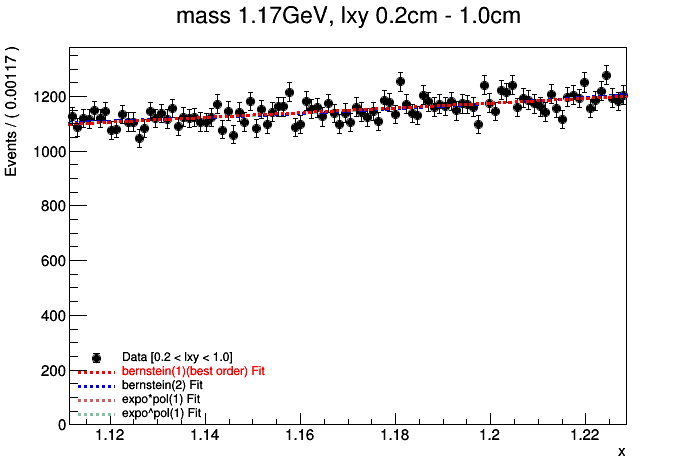 mass 1.17GeV, lxy 0.2cm - 1.0cm
Events / ( 0.00117 )
1200
1000
800
600
400
200
0
Data [0.2 < lxy < 1.0]
bernstein(1)(best order) Fit
bernstein(2) Fit
expo*pol(1) Fit
expo^pol(1) Fit
1.12 1.14 1.16 1.18 1.2 1.22
x